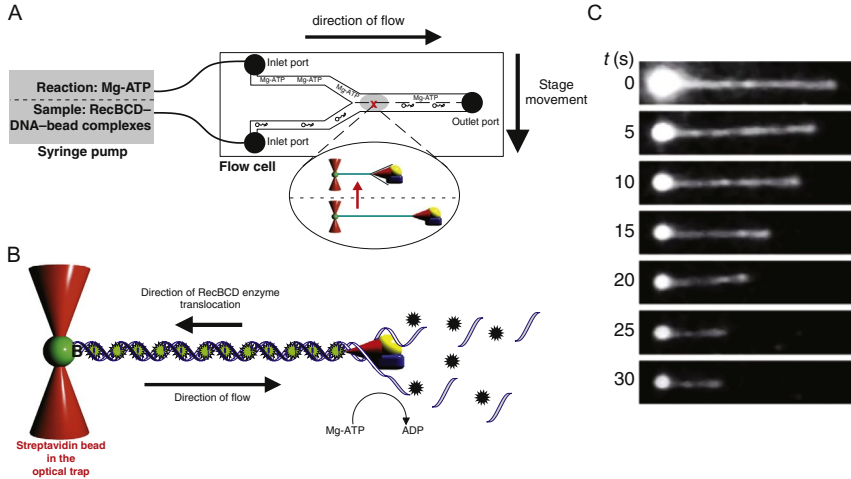 A
direction of flow
Inlet port
Mg-ATP Mg-ATP
Mg-ATP
Mg-ATP
Reaction: Mg-ATP
Sample: RecBCD–
DNA–bead complexes
Syringe pump
x
Outlet port
Inlet port
Flow cell
Stage
movement
B
Direction of RecBCD enzyme
translocation
B
Direction of flow
Mg-ATP ADP
Streptavidin bead
in the
optical trap
C
t (s)
0
5
10
15
20
25
30